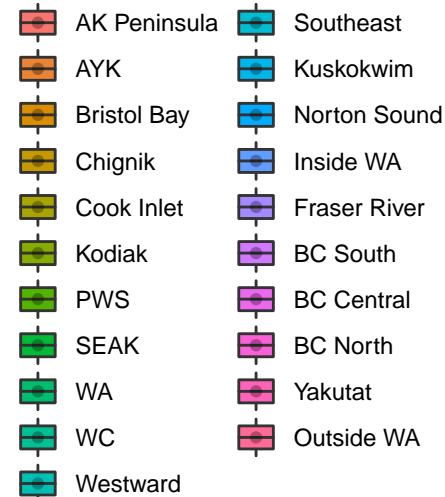 AK Peninsula
AYK
Bristol Bay
Chignik
Cook Inlet
Kodiak
PWS
SEAK
WA
WC
Westward
Southeast
Kuskokwim
Norton Sound
Inside WA
Fraser River
BC South
BC Central
BC North
Yakutat
Outside WA